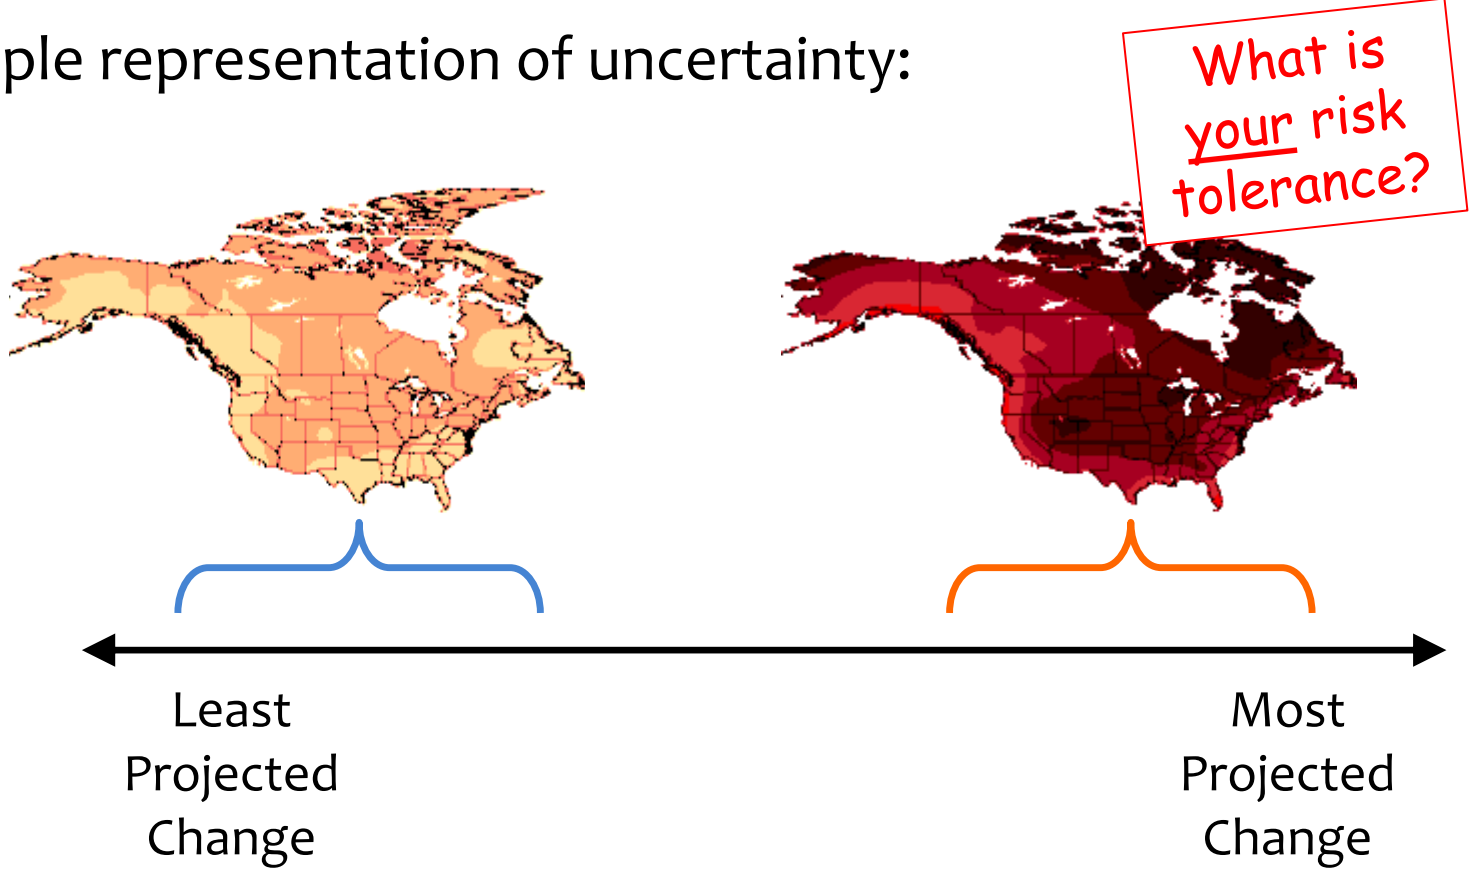 ple representation of uncertainty:
What is
your risk
tolerance?
Least
Projected
Change
Most
Projected
Change